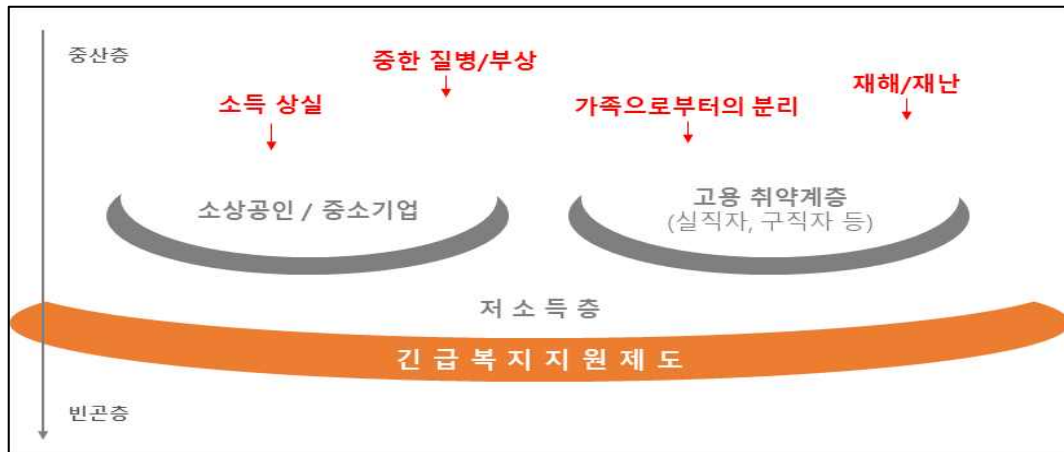 중산층
중한 질병/부상
재해/재난
소득 상실
가족으로부터의 분리
소상공인 / 중소기업
고용 취약계층
(실직자, 구직자 등)
저 소 득 층
긴 급 복 지 지 원 제 도
빈곤층